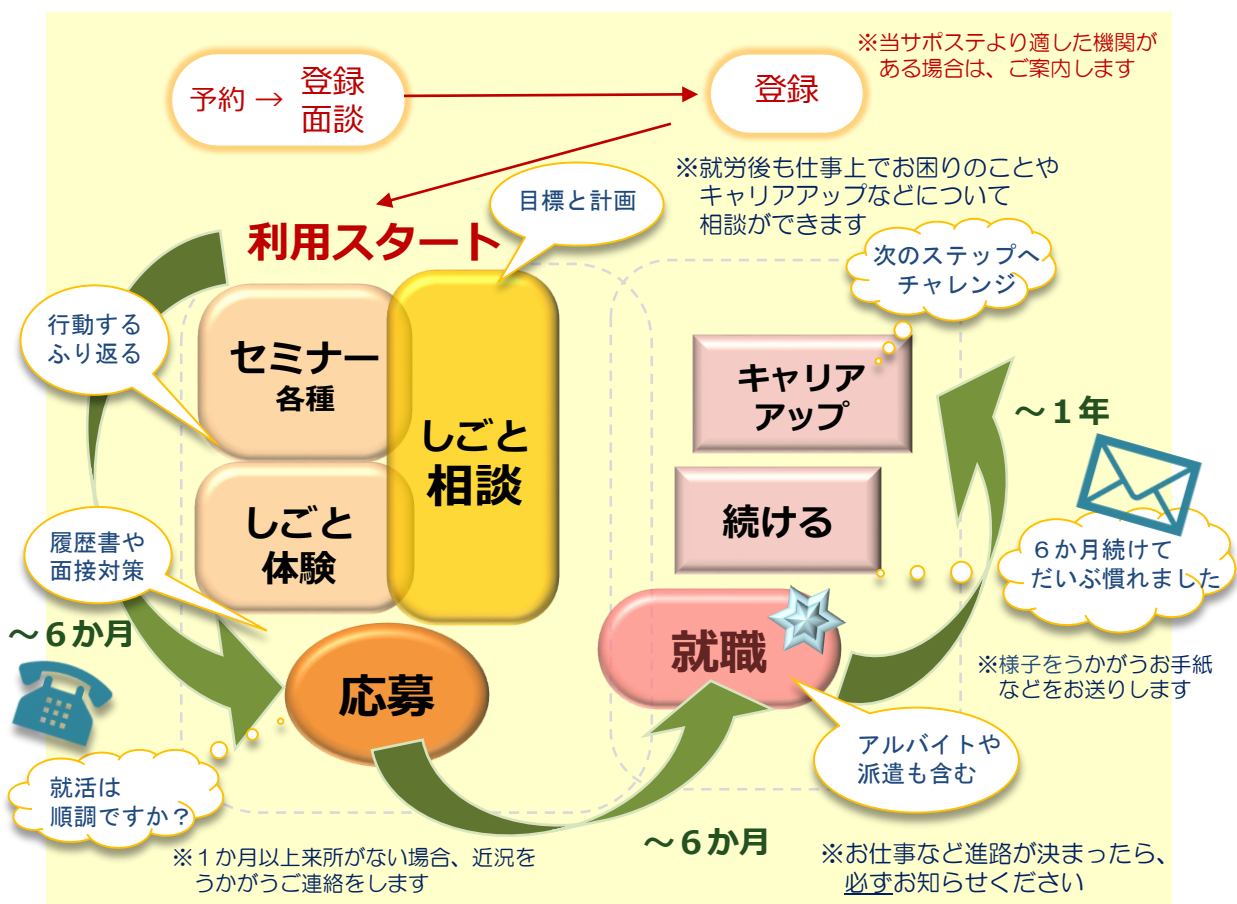 予約 → 登録
面談
登録
※当サポステより適した機関が
ある場合は、ご案内します
※就労後も仕事上でお困りのことや
キャリアアップなどについて
相談ができます
目標と計画
利用スタート
次のステップへ
チャレンジ
行動する
ふり返る
セミナー
各種
しごと
相談
しごと
体験
キャリア
アップ
～１年
続ける
履歴書や
面接対策
６か月続けて
だいぶ慣れました
～６か月
応募
就職
※様子をうかがうお手紙
などをお送りします
アルバイトや
派遣も含む
就活は
順調ですか？
～６か月
※１か月以上来所がない場合、近況を
うかがうご連絡をします
※お仕事など進路が決まったら、
必ずお知らせください